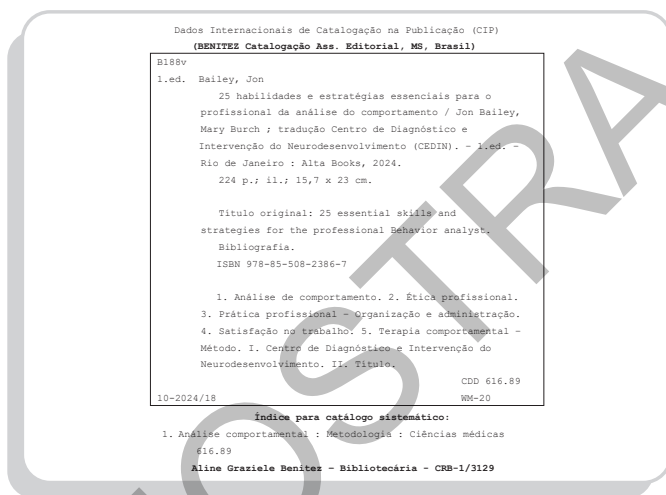 Dados Internacionais de Catalogação na Publicação (CIP)
(BENITEZ Catalogação Ass. Editorial, MS, Brasil)
B188v
1.ed. Bailey, Jon
25 habilidades e estratégias essenciais para o
profissional da análise do comportamento / Jon Bailey,
Mary Burch ; tradução Centro de Diagnóstico e
Intervenção do Neurodesenvolvimento (CEDIN). – 1.ed. –
Rio de Janeiro : Alta Books, 2024.
224 p.; il.; 15,7 x 23 cm.
Título original: 25 essential skills and
strategies for the professional Behavior analyst.
Bibliografia.
ISBN 978-85-508-2386-7
1. Análise de comportamento. 2. Ética profissional.
3. Prática profissional – Organização e administração.
4. Satisfação no trabalho. 5. Terapia comportamental –
Método. I. Centro de Diagnóstico e Intervenção do
Neurodesenvolvimento. II. Título.
CDD 616.89
10-2024/18 WM-20
Índice para catálogo sistemático:
1. Análise comportamental : Metodologia : Ciências médicas
616.89
Aline Graziele Benitez – Bibliotecária - CRB-1/3129
OSTRA